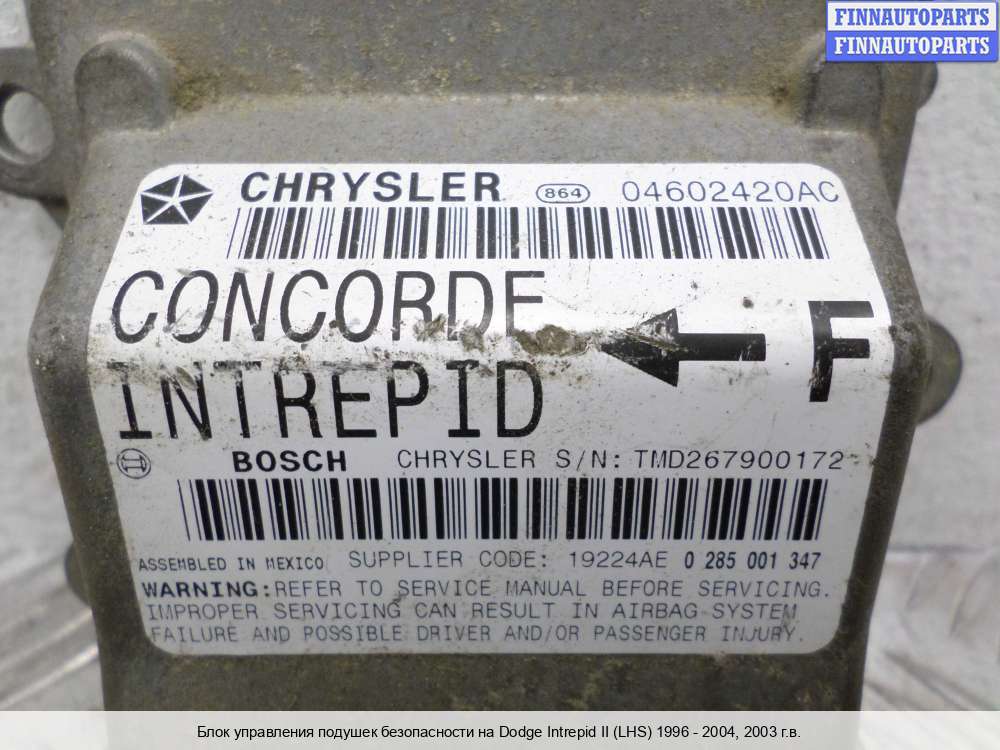 FINNAUTOPARTS
FINNAUTOPARTS
CHRYSLER 864 04602420AC
CONCORDE
INTREPID
F
BOSCH CHRYSLER S/N: TMD267900172
ASSEMBLED IN MEXICO SUPPLIER CODE: 19224AE 0 285 001 347
WARNING: REFER TO SERVICE MANUAL BEFORE SERVICING.
IMPROPER SERVICING CAN RESULT IN AIRBAG SYSTEM
FAILURE AND POSSIBLE DRIVER AND/OR PASSENGER INJURY.
Блок управления подушек безопасности на Dodge Intrepid II (LHS) 1996 - 2004, 2003 г.в.